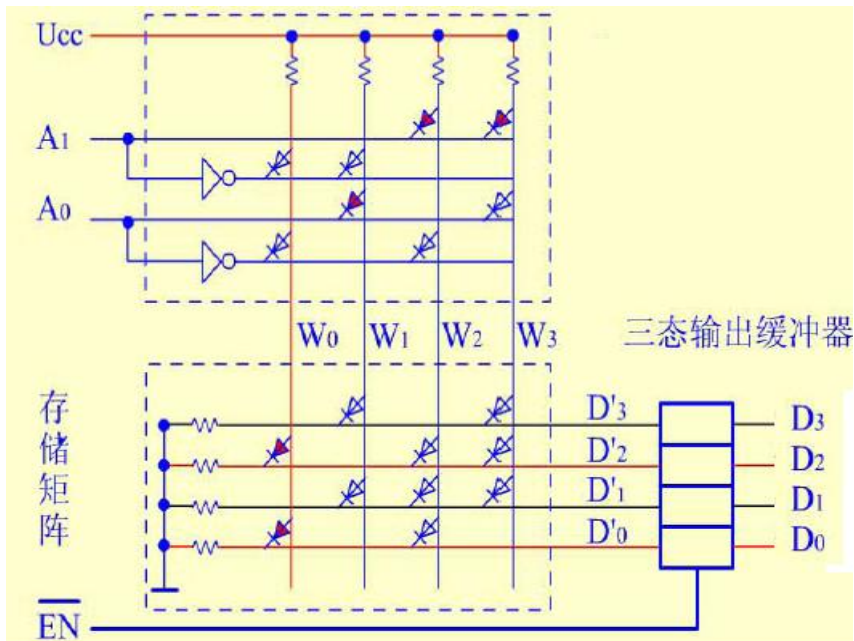 Ucc
A1
A0
W0 W1 W2 W3
三态输出缓冲器
存储矩阵
D'3 D3
D'2 D2
D'1 D1
D'0 D0
EN